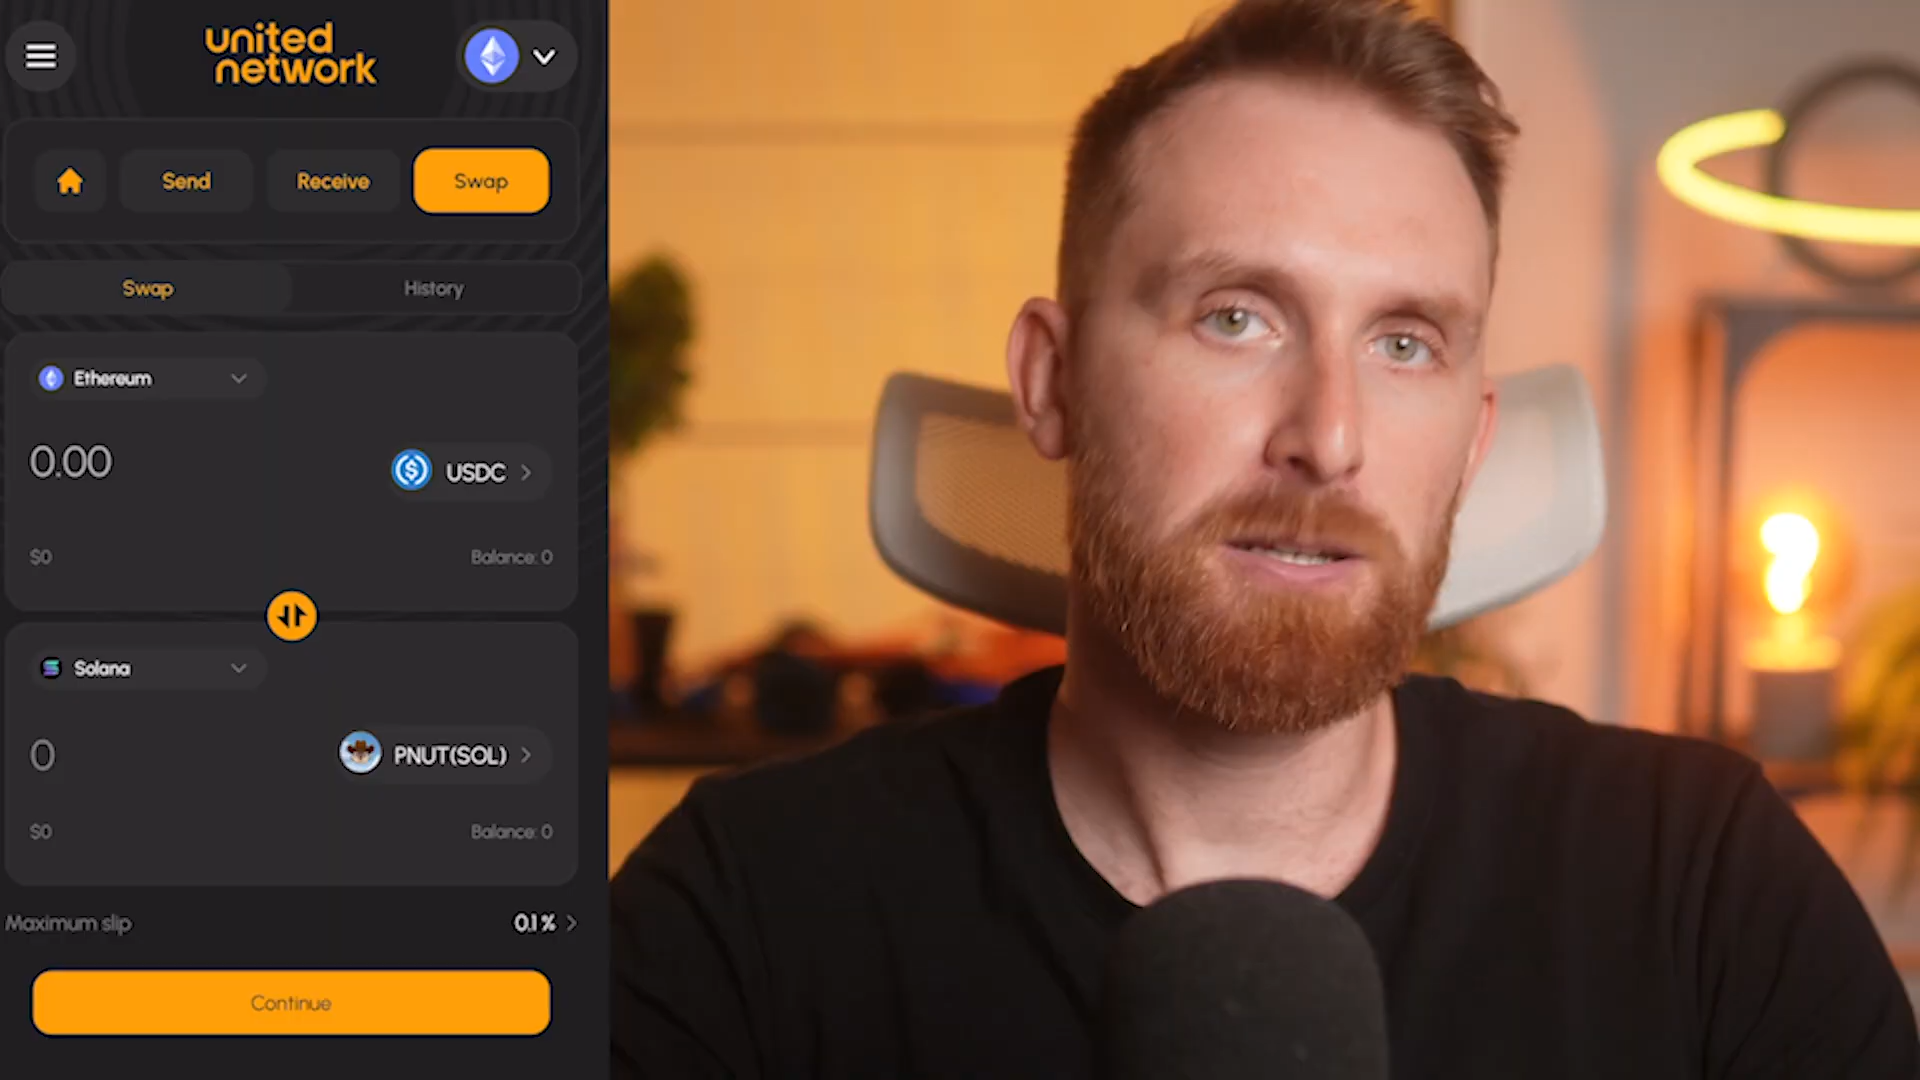 united
network
Send
Receive
Swap
Swap
History
Ethereum
0.00
USDC
$0
Balance: 0
Solana
0
PNUT(SOL)
$0
Balance: 0
Maximum slip
0.1%
Continue